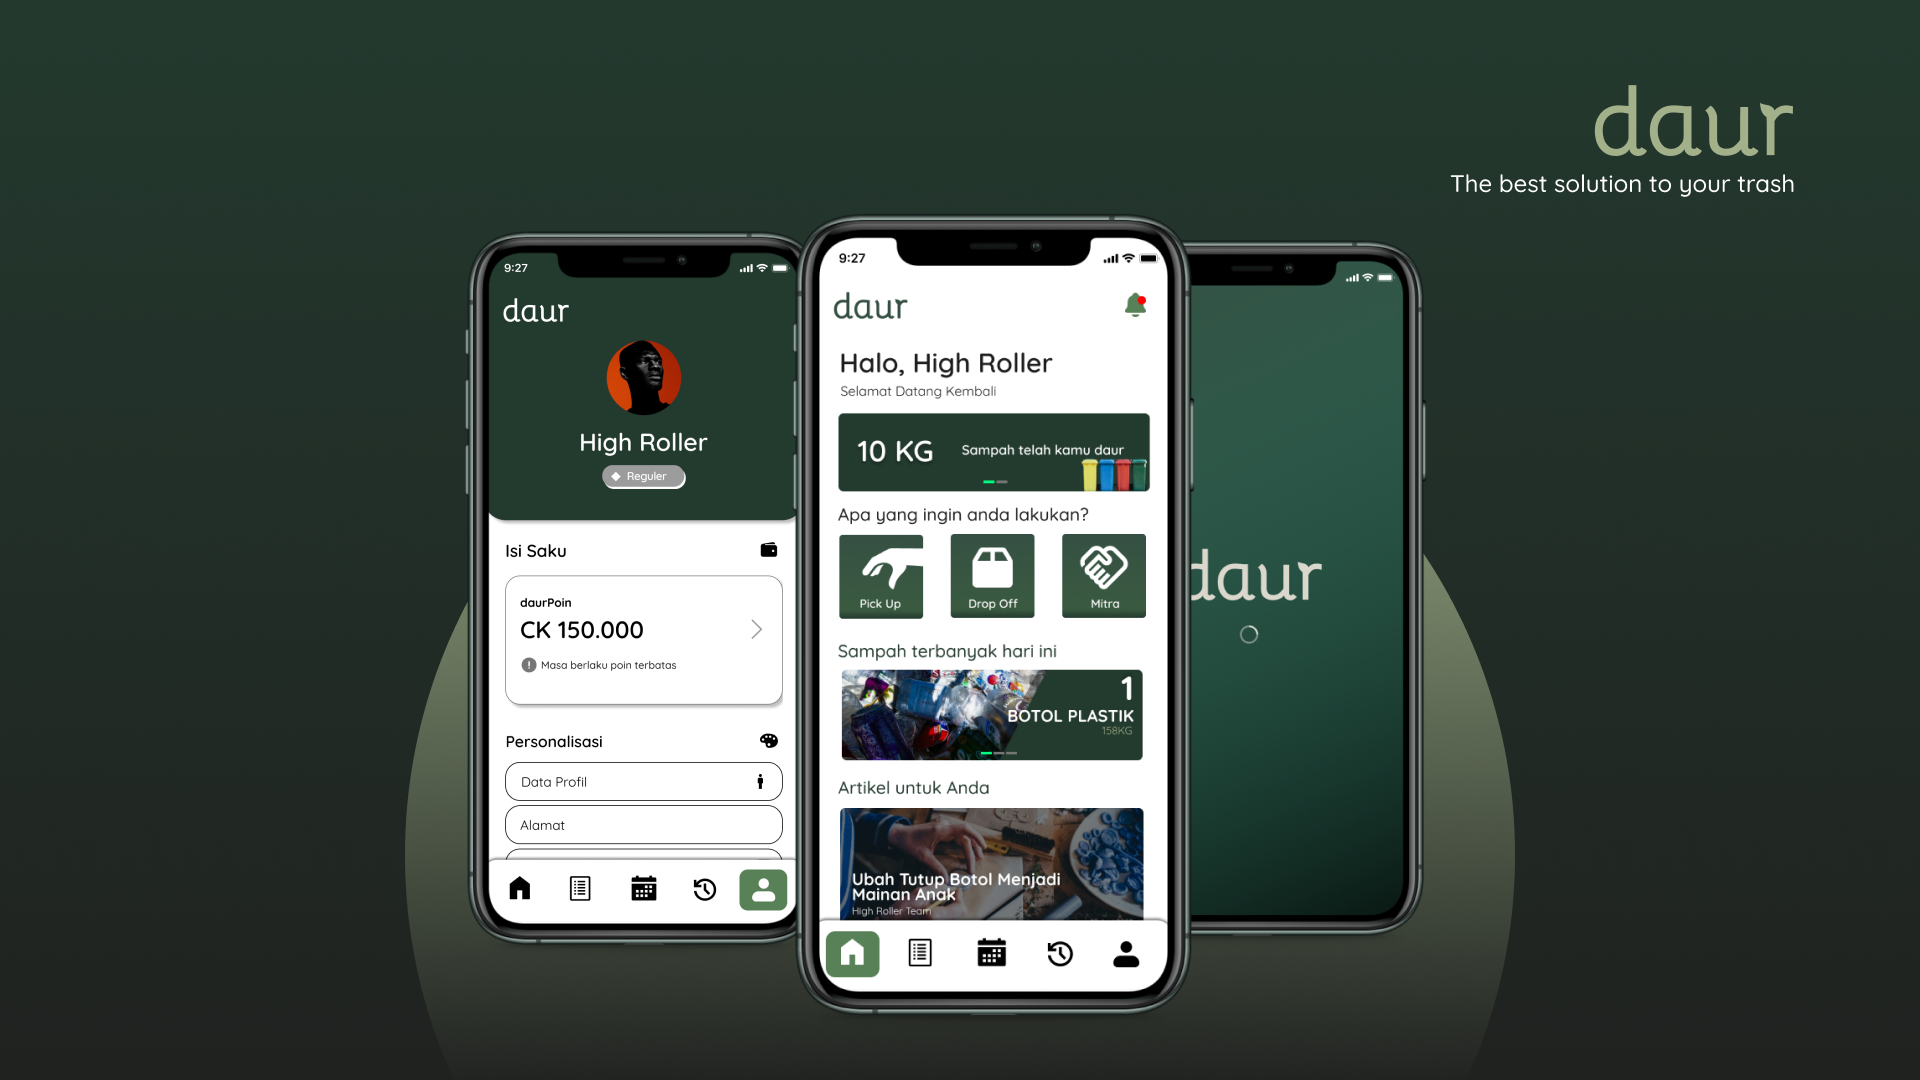 daur
The best solution to your trash
9:27
daur
High Roller
Reguler
Isi Saku
daurPoin
CK 150.000
Masa berlaku poin terbatas
Personalisasi
Data Profil
Alamat
9:27
daur
Halo, High Roller
Selamat Datang Kembali
10 KG
Sampah telah kamu daur
Apa yang ingin anda lakukan?
Pick Up
Drop Off
Mitra
Sampah terbanyak hari ini
1
BOTOL PLASTIK
158KG
Artikel untuk Anda
Ubah Tutup Botol Menjadi
Mainan Anak
High Roller Team
daur